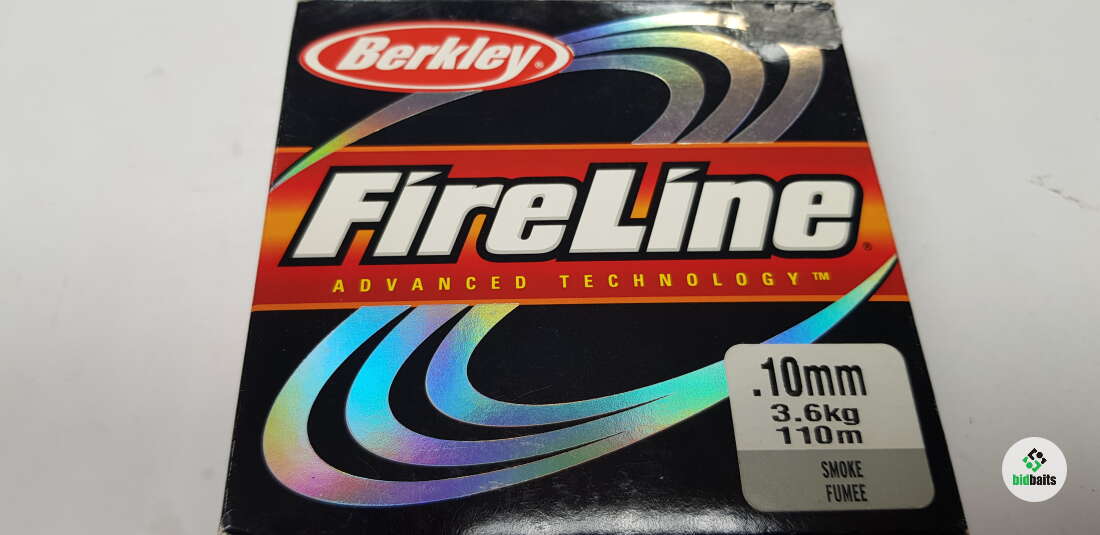 Berkley®
FireLine®
ADVANCED TECHNOLOGY™
.10mm
3.6kg
110m
SMOKE
FUMEE
bidbaits